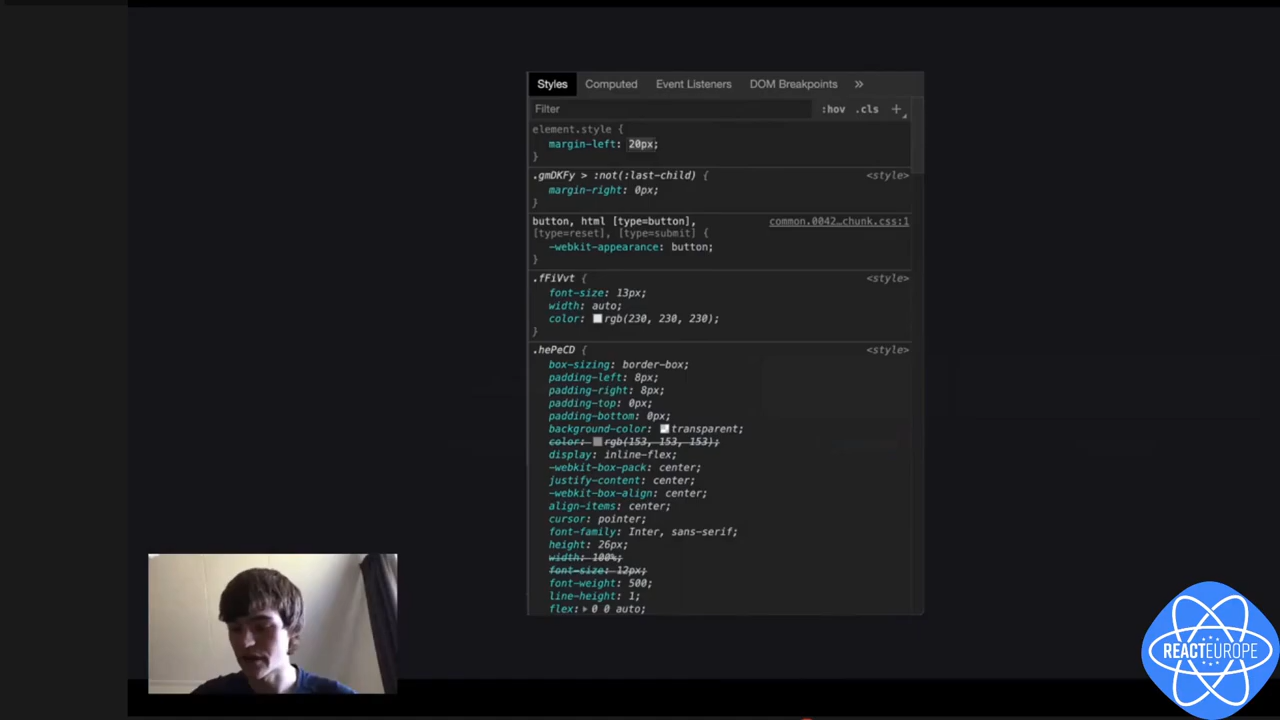 Styles Computed Event Listeners DOM Breakpoints »
Filter :hov .cls +
element.style {
margin-left: 20px;
}
.gmDKFy > :not(:last-child) { <style>
margin-right: 0px;
}
button, html [type=button], common.0042…chunk.css:1
[type=reset], [type=submit] {
-webkit-appearance: button;
}
.fFiVvt { <style>
font-size: 13px;
width: auto;
color: rgb(230, 230, 230);
}
.hePeCD { <style>
box-sizing: border-box;
padding-left: 8px;
padding-right: 8px;
padding-top: 0px;
padding-bottom: 0px;
background-color: transparent;
color: rgb(153, 153, 153);
display: inline-flex;
-webkit-box-pack: center;
justify-content: center;
-webkit-box-align: center;
align-items: center;
cursor: pointer;
font-family: Inter, sans-serif;
height: 26px;
width: 100%;
font-size: 12px;
font-weight: 500;
line-height: 1;
flex: 0 0 auto;
REACTEUROPE